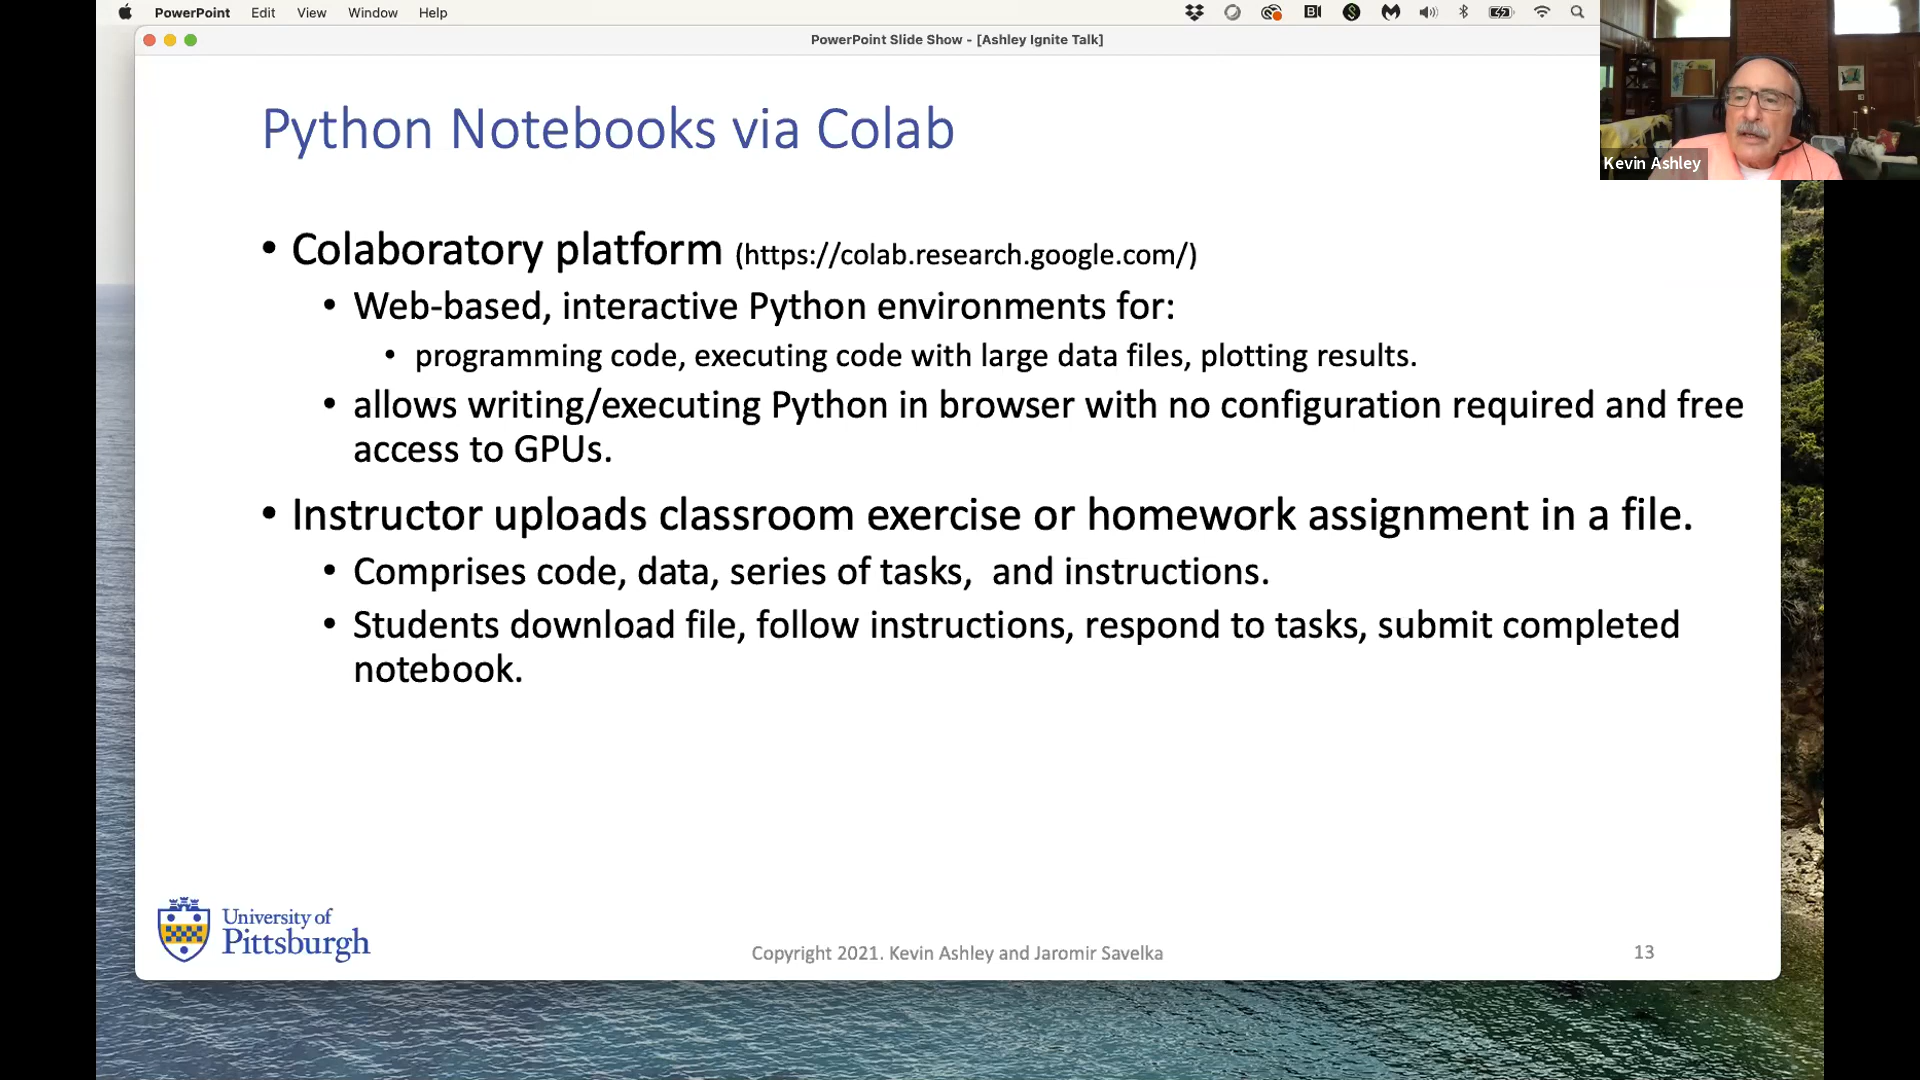 PowerPoint Edit View Window Help
PowerPoint Slide Show - [Ashley Ignite Talk]
Kevin Ashley
Python Notebooks via Colab
• Colaboratory platform (https://colab.research.google.com/)
• Web-based, interactive Python environments for:
• programming code, executing code with large data files, plotting results.
• allows writing/executing Python in browser with no configuration required and free
access to GPUs.
• Instructor uploads classroom exercise or homework assignment in a file.
• Comprises code, data, series of tasks,  and instructions.
• Students download file, follow instructions, respond to tasks, submit completed
notebook.
University of
Pittsburgh
Copyright 2021. Kevin Ashley and Jaromir Savelka
13